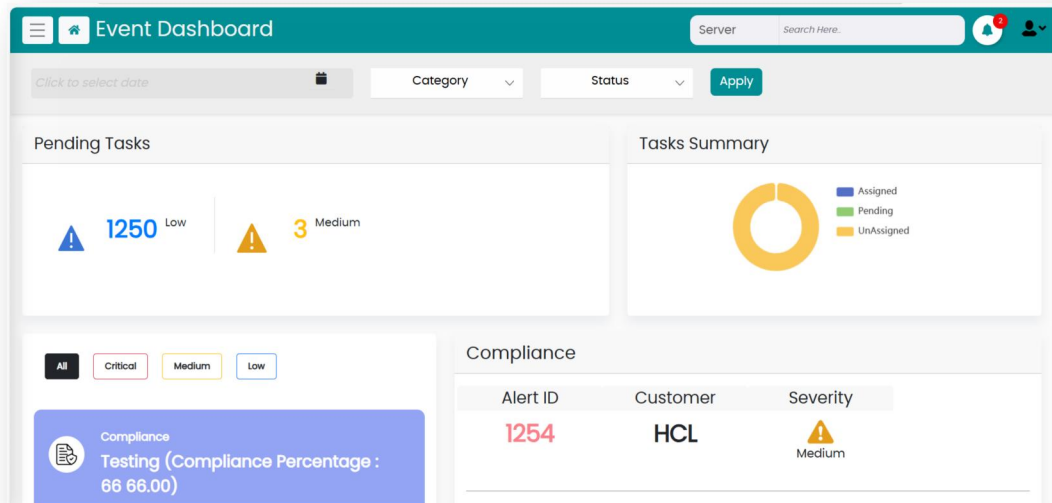 Event Dashboard
Server
Search Here..
2
Click to select date
Category
Status
Apply
Pending Tasks
1250 Low
3 Medium
Tasks Summary
Assigned
Pending
UnAssigned
All
Critical
Medium
Low
Compliance
Testing (Compliance Percentage :
66 66.00)
Compliance
Alert ID
Customer
Severity
1254
HCL
Medium